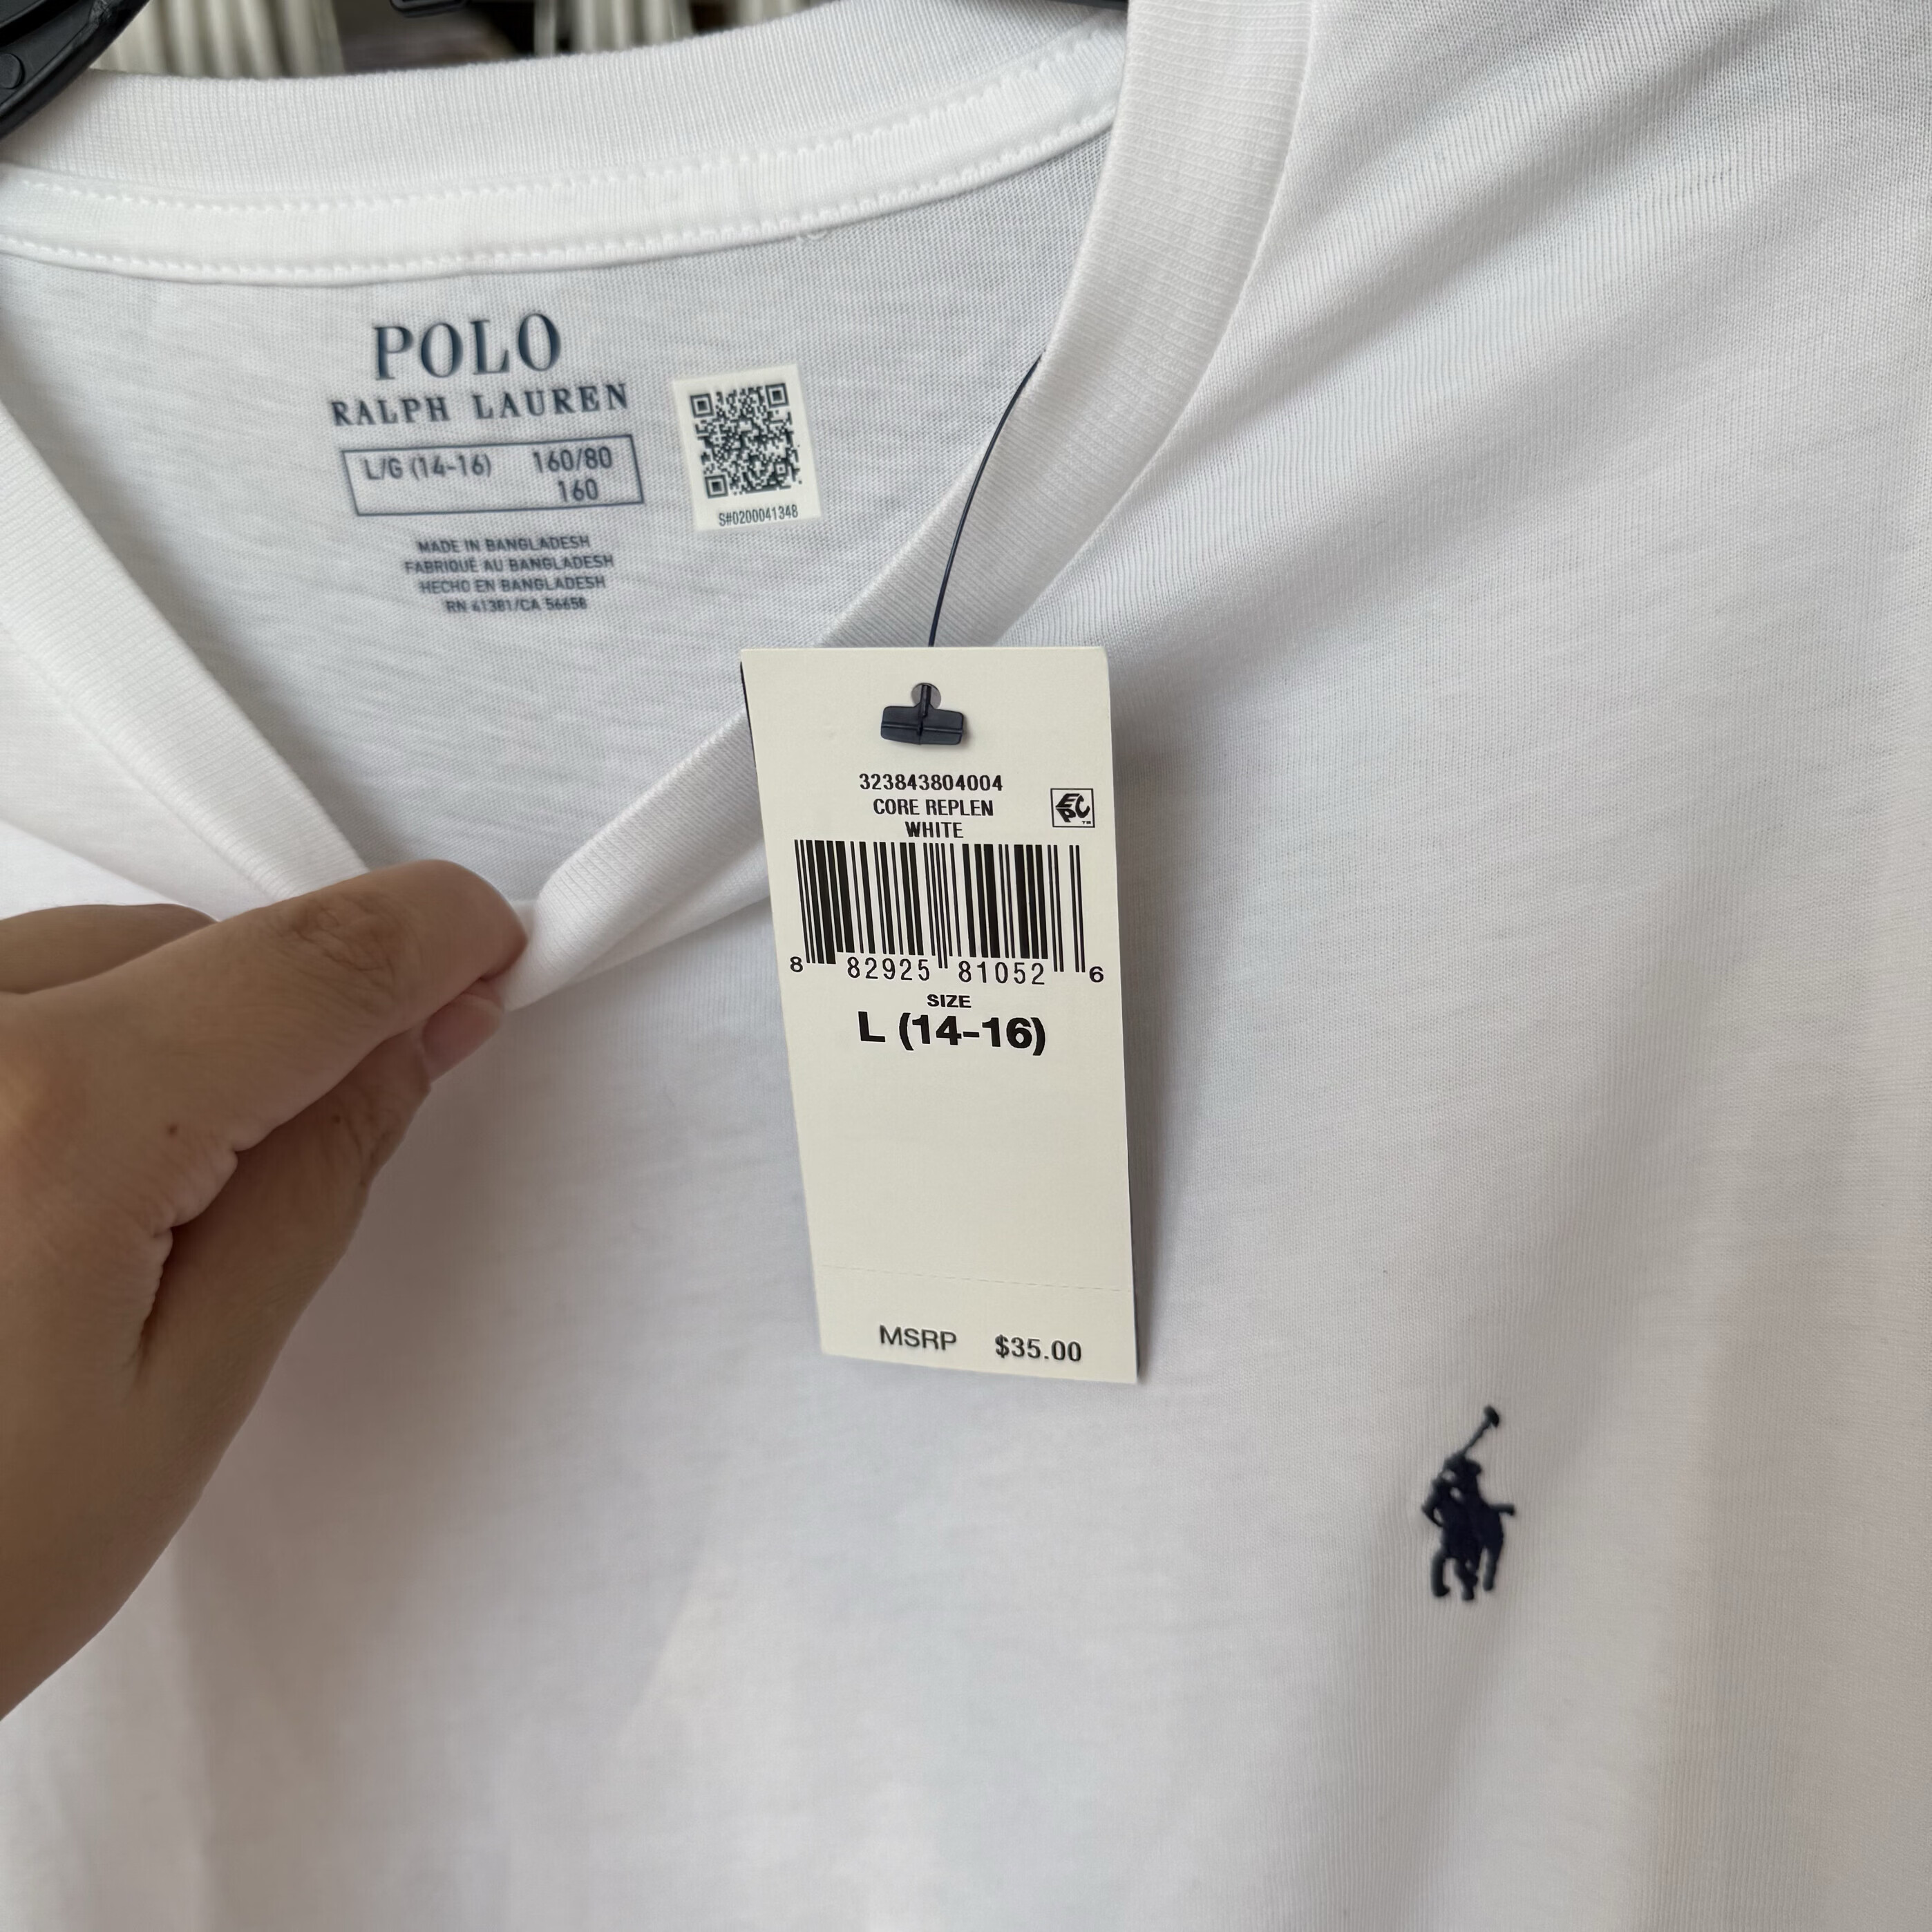 POLO
RALPH LAUREN
L/G (14-16) 160/80
160
MADE IN BANGLADESH
FABRIQUÉ AU BANGLADESH
HECHO EN BANGLADESH
RN 41381/CA 56658
S#0200041348
323843804004
CORE REPLEN
WHITE
EPC™
8 82925 81052 6
SIZE
L (14-16)
MSRP $35.00